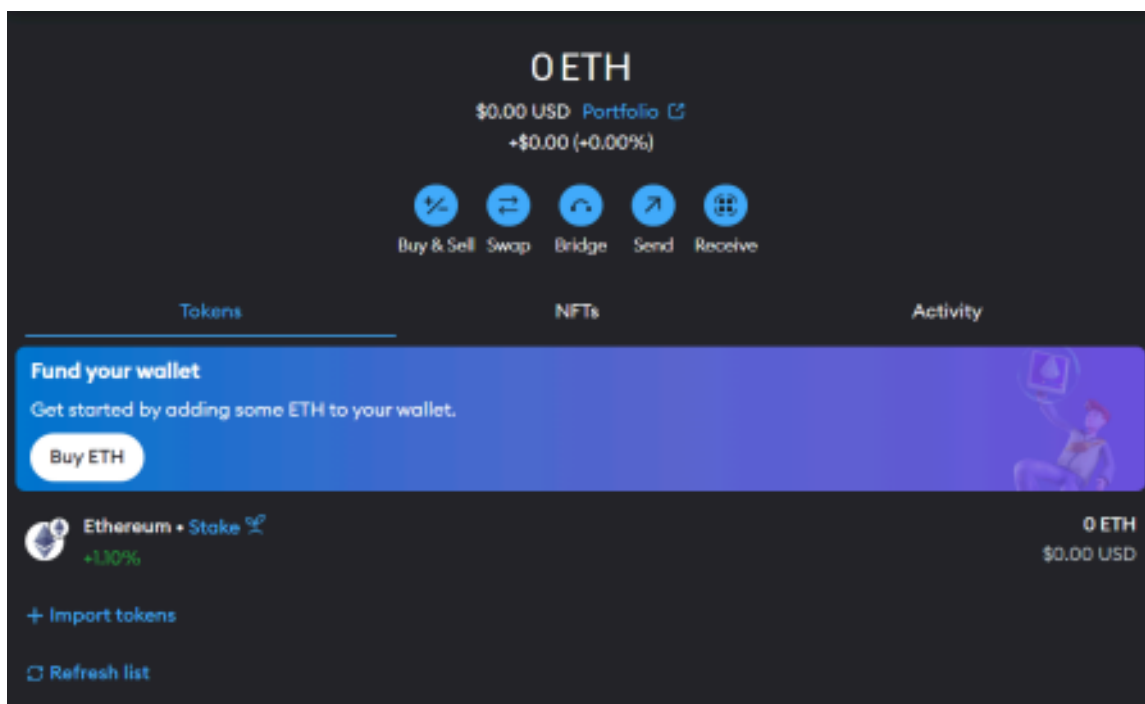 0 ETH
$0.00 USD Portfolio
+$0.00 (+0.00%)
Buy & Sell Swap Bridge Send Receive
Tokens NFTs Activity
Fund your wallet
Get started by adding some ETH to your wallet.
Buy ETH
Ethereum • Stake 0 ETH
+1.10% $0.00 USD
+ Import tokens
Refresh list